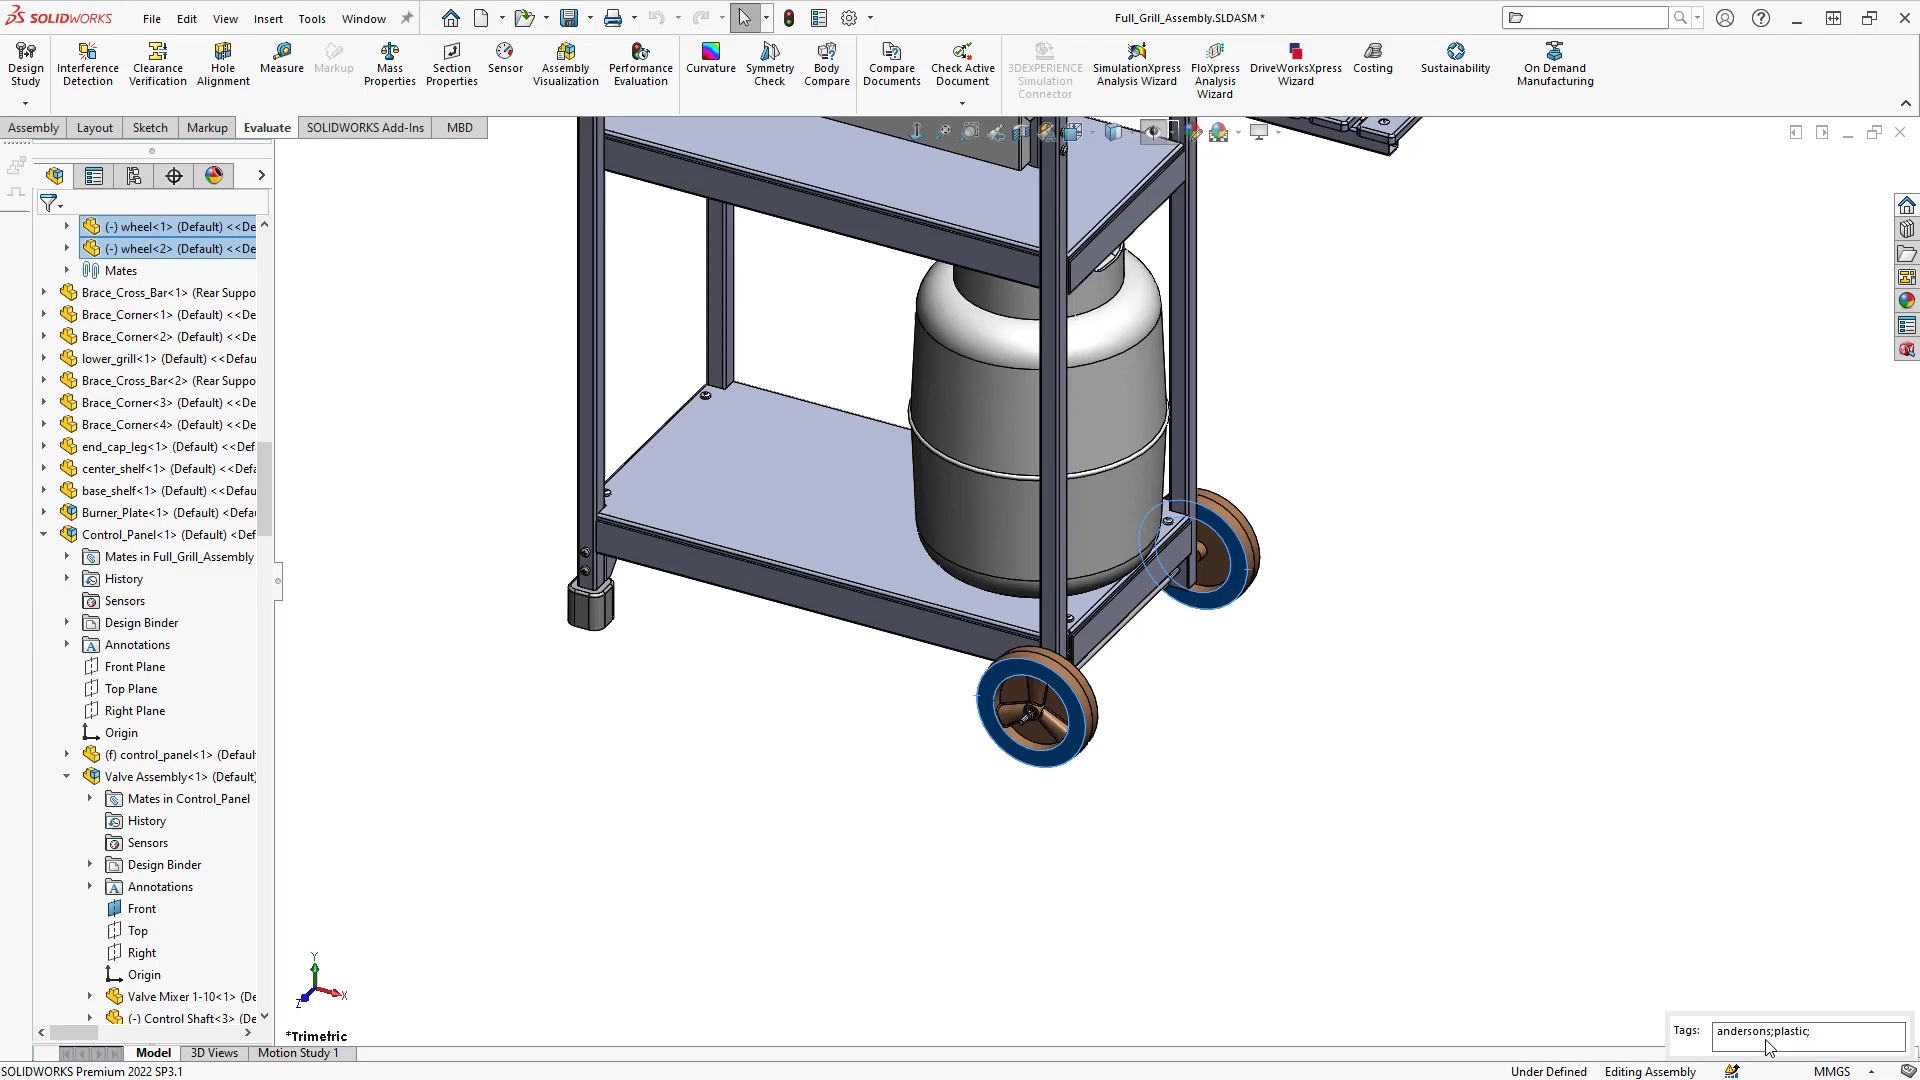 SOLIDWORKS
File Edit View Insert Tools Window
Full_Grill_Assembly.SLDASM *
Design Study
Interference Detection
Clearance Verification
Hole Alignment
Measure
Markup
Mass Properties
Section Properties
Sensor
Assembly Visualization
Performance Evaluation
Curvature
Symmetry Check
Body Compare
Compare Documents
Check Active Document
3DEXPERIENCE Simulation Connector
SimulationXpress Analysis Wizard
FloXpress Analysis Wizard
DriveWorksXpress Wizard
Costing
Sustainability
On Demand Manufacturing
Assembly Layout Sketch Markup Evaluate SOLIDWORKS Add-Ins MBD
(-) wheel<1> (Default) <<De
(-) wheel<2> (Default) <<De
Mates
Brace_Cross_Bar<1> (Rear Suppo
Brace_Corner<1> (Default) <<De
Brace_Corner<2> (Default) <<De
lower_grill<1> (Default) <<Defau
Brace_Cross_Bar<2> (Rear Suppo
Brace_Corner<3> (Default) <<De
Brace_Corner<4> (Default) <<De
end_cap_leg<1> (Default) <<Def
center_shelf<1> (Default) <<Defa
base_shelf<1> (Default) <<Defau
Burner_Plate<1> (Default) <Defa
Control_Panel<1> (Default) <Def
Mates in Full_Grill_Assembly
History
Sensors
Design Binder
Annotations
Front Plane
Top Plane
Right Plane
Origin
(f) control_panel<1> (Defaul
Valve Assembly<1> (Default)
Mates in Control_Panel
History
Sensors
Design Binder
Annotations
Front
Top
Right
Origin
Valve Mixer 1-10<1> (De
(-) Control Shaft<3> (De
Y
X
Z
*Trimetric
Tags: andersons;plastic;
Model 3D Views Motion Study 1
SOLIDWORKS Premium 2022 SP3.1
Under Defined Editing Assembly MMGS